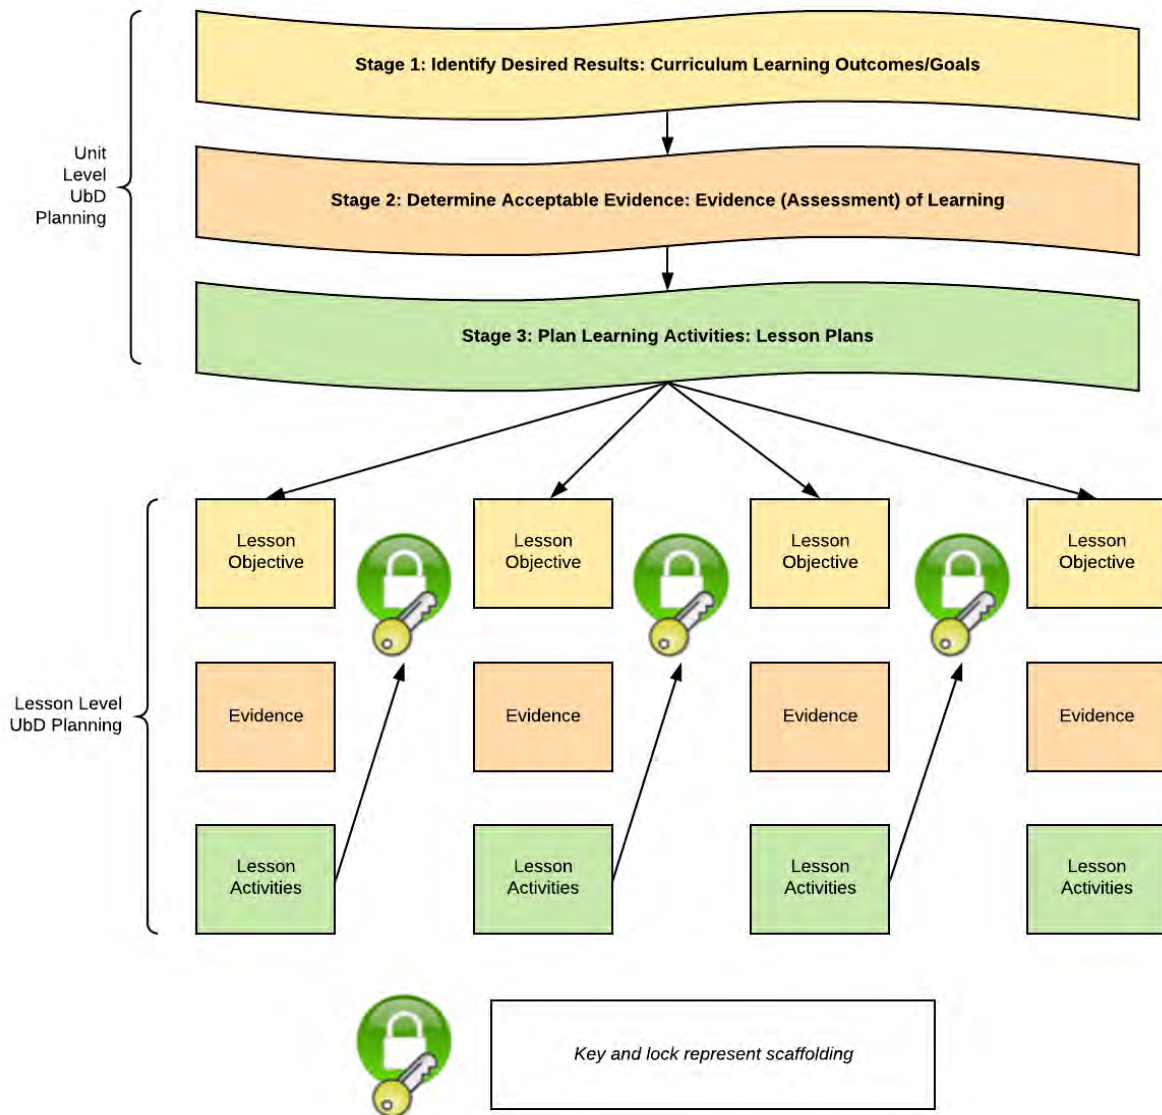 Stage 1: Identify Desired Results: Curriculum Learning Outcomes/Goals
Unit
Level
UbD
Planning
Stage 2: Determine Acceptable Evidence: Evidence (Assessment) of Learning
Stage 3: Plan Learning Activities: Lesson Plans
Lesson
Objective
Lesson
Objective
Lesson
Objective
Lesson
Objective
Lesson Level
UbD Planning
Evidence
Evidence
Evidence
Evidence
Lesson
Activities
Lesson
Activities
Lesson
Activities
Lesson
Activities
Key and lock represent scaffolding